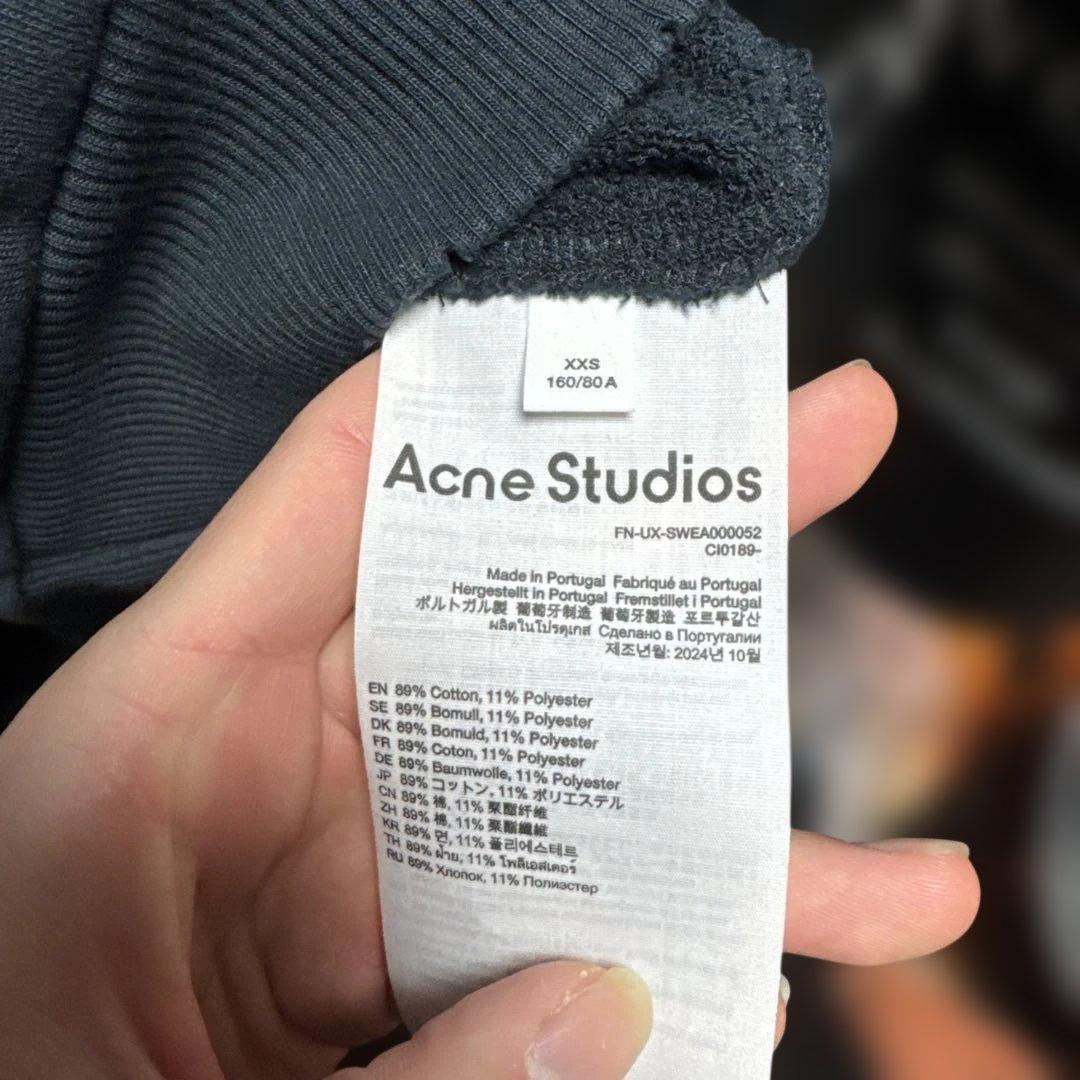 XXS
160/80A
Acne Studios
FN-UX-SWEA000052
CI0189-
Made in Portugal Fabriqué au Portugal
Hergestellt in Portugal Fremstillet i Portugal
ポルトガル製 葡萄牙制造 葡萄牙製造 포르투갈산
ผลิตในโปรตุเกส Сделано в Португалии
제조년월: 2024년 10월
EN 89% Cotton, 11% Polyester
SE 89% Bomull, 11% Polyester
DK 89% Bomuld, 11% Polyester
FR 89% Coton, 11% Polyester
DE 89% Baumwolle, 11% Polyester
JP 89% コットン, 11% ポリエステル
CN 89% 棉, 11% 聚酯纤维
ZH 89% 棉, 11% 聚酯纖維
KR 89% 면, 11% 폴리에스테르
TH 89% ฝ้าย, 11% โพลีเอสเตอร์
RU 89% Хлопок, 11% Полиэстер